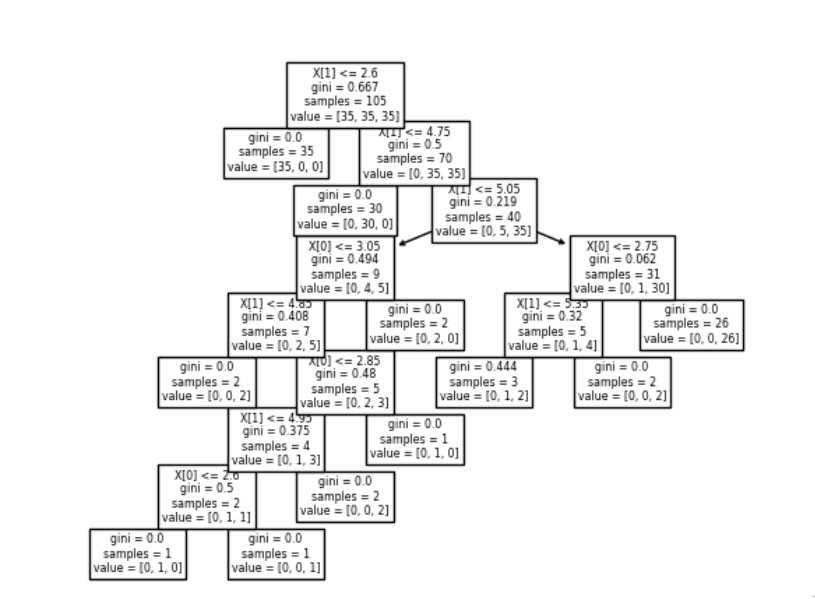 X[1] <= 2.6
gini = 0.667
samples = 105
value = [35, 35, 35]
gini = 0.0
samples = 35
value = [35, 0, 0]
X[1] <= 4.75
gini = 0.5
samples = 70
value = [0, 35, 35]
gini = 0.0
samples = 30
value = [0, 30, 0]
X[1] <= 5.05
gini = 0.219
samples = 40
value = [0, 5, 35]
X[0] <= 3.05
gini = 0.494
samples = 9
value = [0, 4, 5]
X[0] <= 2.75
gini = 0.062
samples = 31
value = [0, 1, 30]
X[1] <= 4.85
gini = 0.408
samples = 7
value = [0, 2, 5]
gini = 0.0
samples = 2
value = [0, 2, 0]
X[1] <= 5.35
gini = 0.32
samples = 5
value = [0, 1, 4]
gini = 0.0
samples = 26
value = [0, 0, 26]
gini = 0.0
samples = 2
value = [0, 0, 2]
X[0] <= 2.85
gini = 0.48
samples = 5
value = [0, 2, 3]
gini = 0.444
samples = 3
value = [0, 1, 2]
gini = 0.0
samples = 2
value = [0, 0, 2]
X[1] <= 4.95
gini = 0.375
samples = 4
value = [0, 1, 3]
gini = 0.0
samples = 1
value = [0, 1, 0]
X[0] <= 2.6
gini = 0.5
samples = 2
value = [0, 1, 1]
gini = 0.0
samples = 2
value = [0, 0, 2]
gini = 0.0
samples = 1
value = [0, 1, 0]
gini = 0.0
samples = 1
value = [0, 0, 1]